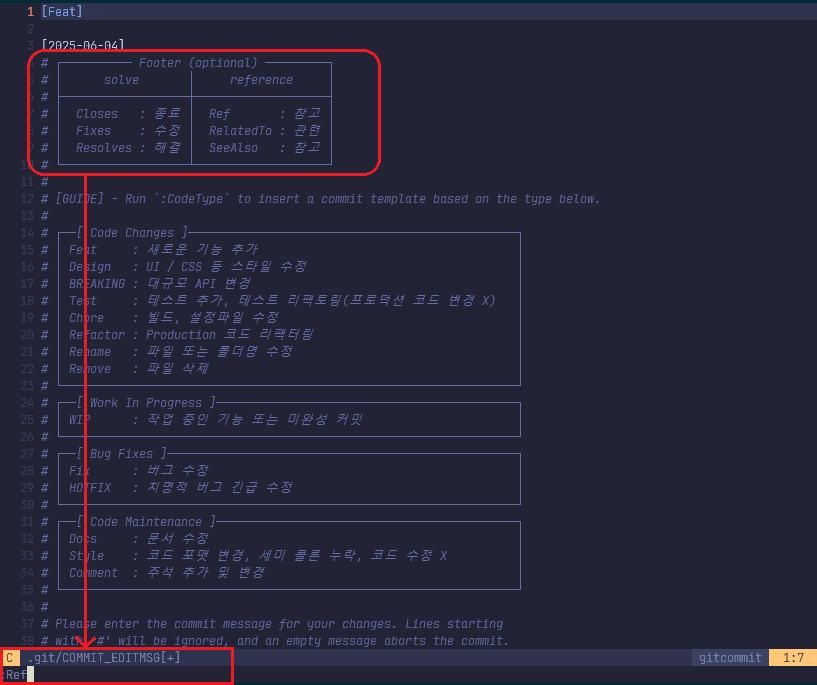 1 [Feat]
2
3 [2025-06-04]
# Footer (optional)
# solve reference
#
# Closes : 종료 Ref : 참고
# Fixes : 수정 RelatedTo : 관련
# Resolves : 해결 SeeAlso : 참고
10 #
11 #
12 # [GUIDE] - Run `:CodeType` to insert a commit template based on the type below.
13 #
14 # [ Code Changes ]
15 # Feat : 새로운 기능 추가
16 # Design : UI / CSS 등 스타일 수정
17 # BREAKING : 대규모 API 변경
18 # Test : 테스트 추가, 테스트 리팩토링(프로덕션 코드 변경 X)
19 # Chore : 빌드, 설정파일 수정
20 # Refactor : Production 코드 리팩터링
21 # Rename : 파일 또는 폴더명 수정
22 # Remove : 파일 삭제
23 #
24 # [ Work In Progress ]
25 # WIP : 작업 중인 기능 또는 미완성 커밋
26 #
27 # [ Bug Fixes ]
28 # Fix : 버그 수정
29 # HOTFIX : 치명적 버그 긴급 수정
30 #
31 # [ Code Maintenance ]
32 # Docs : 문서 수정
33 # Style : 코드 포맷 변경, 세미 콜론 누락, 코드 수정 X
34 # Comment : 주석 추가 및 변경
35 #
36 #
37 # Please enter the commit message for your changes. Lines starting
38 # with '#' will be ignored, and an empty message aborts the commit.
C .git/COMMIT_EDITMSG[+] gitcommit 1:7
:Ref